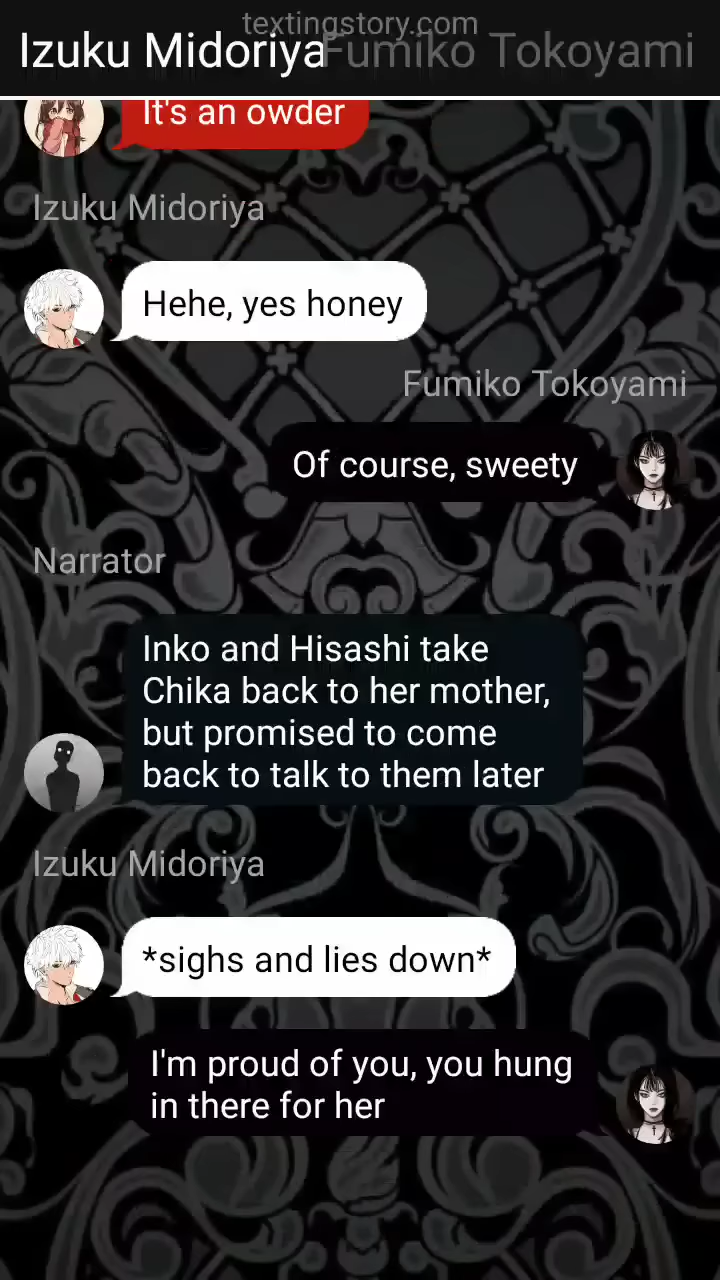 textingstory.com
Izuku Midoriya Fumiko Tokoyami
It's an owder
Izuku Midoriya
Hehe, yes honey
Fumiko Tokoyami
Of course, sweety
Narrator
Inko and Hisashi take
Chika back to her mother,
but promised to come
back to talk to them later
Izuku Midoriya
*sighs and lies down*
I'm proud of you, you hung
in there for her